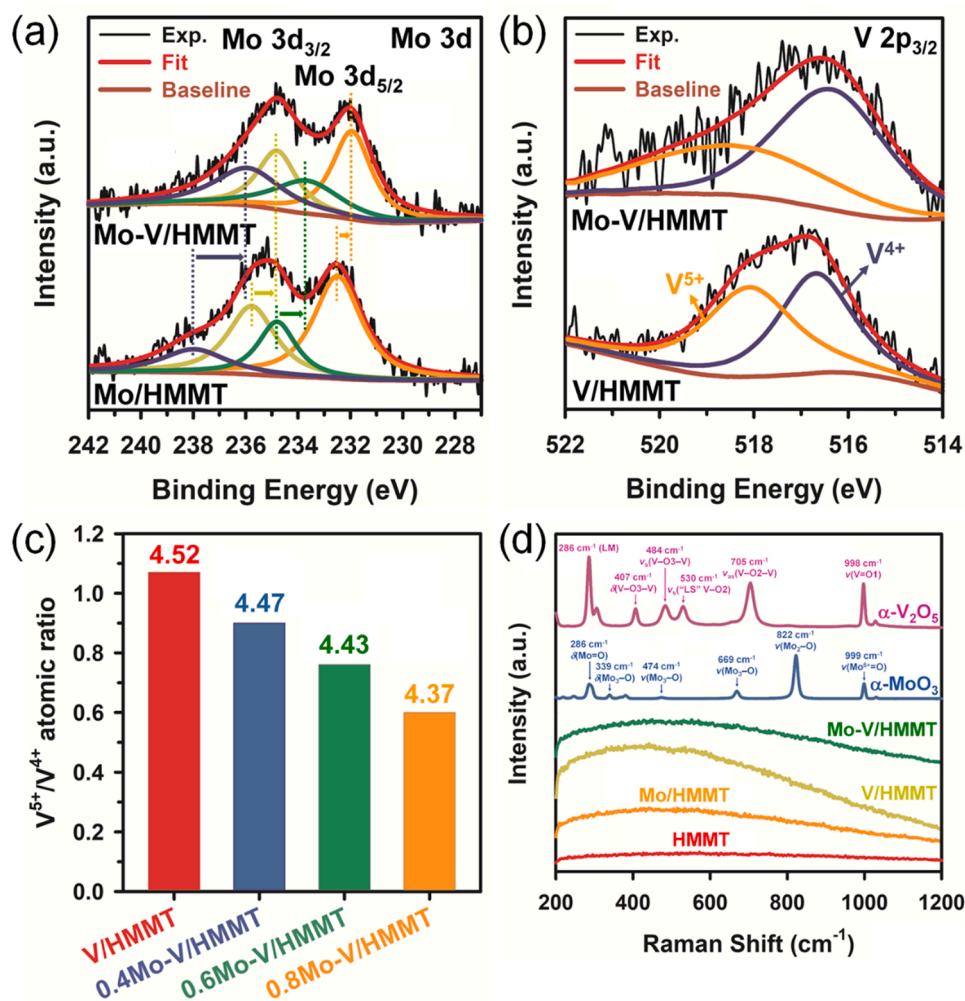 (a)
Exp.
Fit
Baseline
Mo 3d3/2
Mo 3d
Mo 3d5/2
Mo-V/HMMT
Mo/HMMT
Intensity (a.u.)
242 240 238 236 234 232 230 228
Binding Energy (eV)
(b)
Exp.
Fit
Baseline
V 2p3/2
Mo-V/HMMT
V5+
V4+
V/HMMT
Intensity (a.u.)
522 520 518 516 514
Binding Energy (eV)
(c)
V5+/V4+ atomic ratio
1.2
1.0
0.8
0.6
0.4
0.2
0.0
4.52
4.47
4.43
4.37
V/HMMT
0.4Mo-V/HMMT
0.6Mo-V/HMMT
0.8Mo-V/HMMT
(d)
Intensity (a.u.)
286 cm-1 (LM)
407 cm-1
δ(V–O3–V)
484 cm-1
νs(V–O3–V)
530 cm-1
νs("LS" V–O2)
705 cm-1
νas(V–O2–V)
998 cm-1
ν(V=O1)
α-V2O5
286 cm-1
δ(Mo=O)
339 cm-1
δ(Mo3–O)
474 cm-1
ν(Mo3–O)
669 cm-1
ν(Mo3–O)
822 cm-1
ν(Mo2–O)
999 cm-1
ν(Mo6+=O)
α-MoO3
Mo-V/HMMT
V/HMMT
Mo/HMMT
HMMT
200 400 600 800 1000 1200
Raman Shift (cm-1)